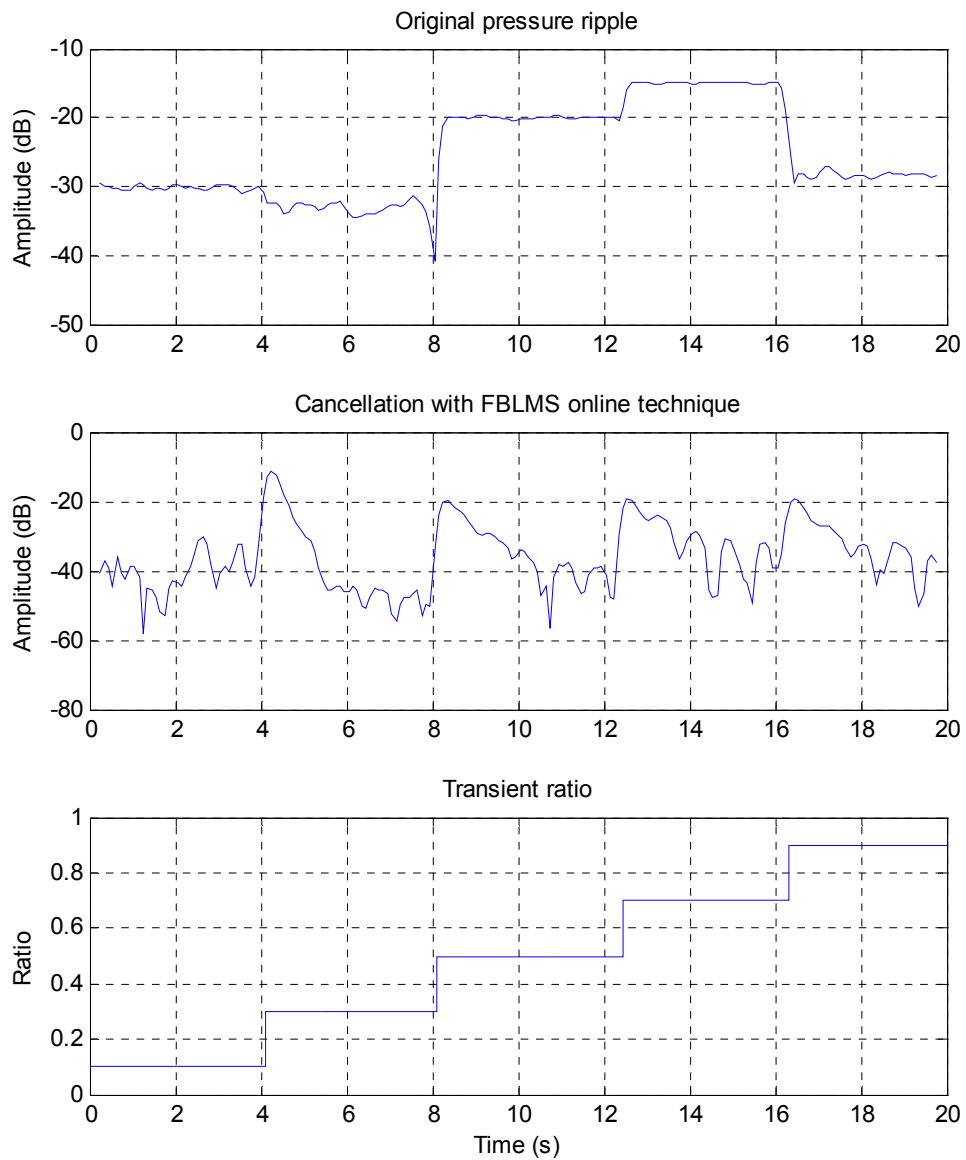 Original pressure ripple
Amplitude (dB)
-10
-20
-30
-40
-50
0 2 4 6 8 10 12 14 16 18 20
Cancellation with FBLMS online technique
Amplitude (dB)
0
-20
-40
-60
-80
0 2 4 6 8 10 12 14 16 18 20
Transient ratio
Ratio
1
0.8
0.6
0.4
0.2
0
0 2 4 6 8 10 12 14 16 18 20
Time (s)